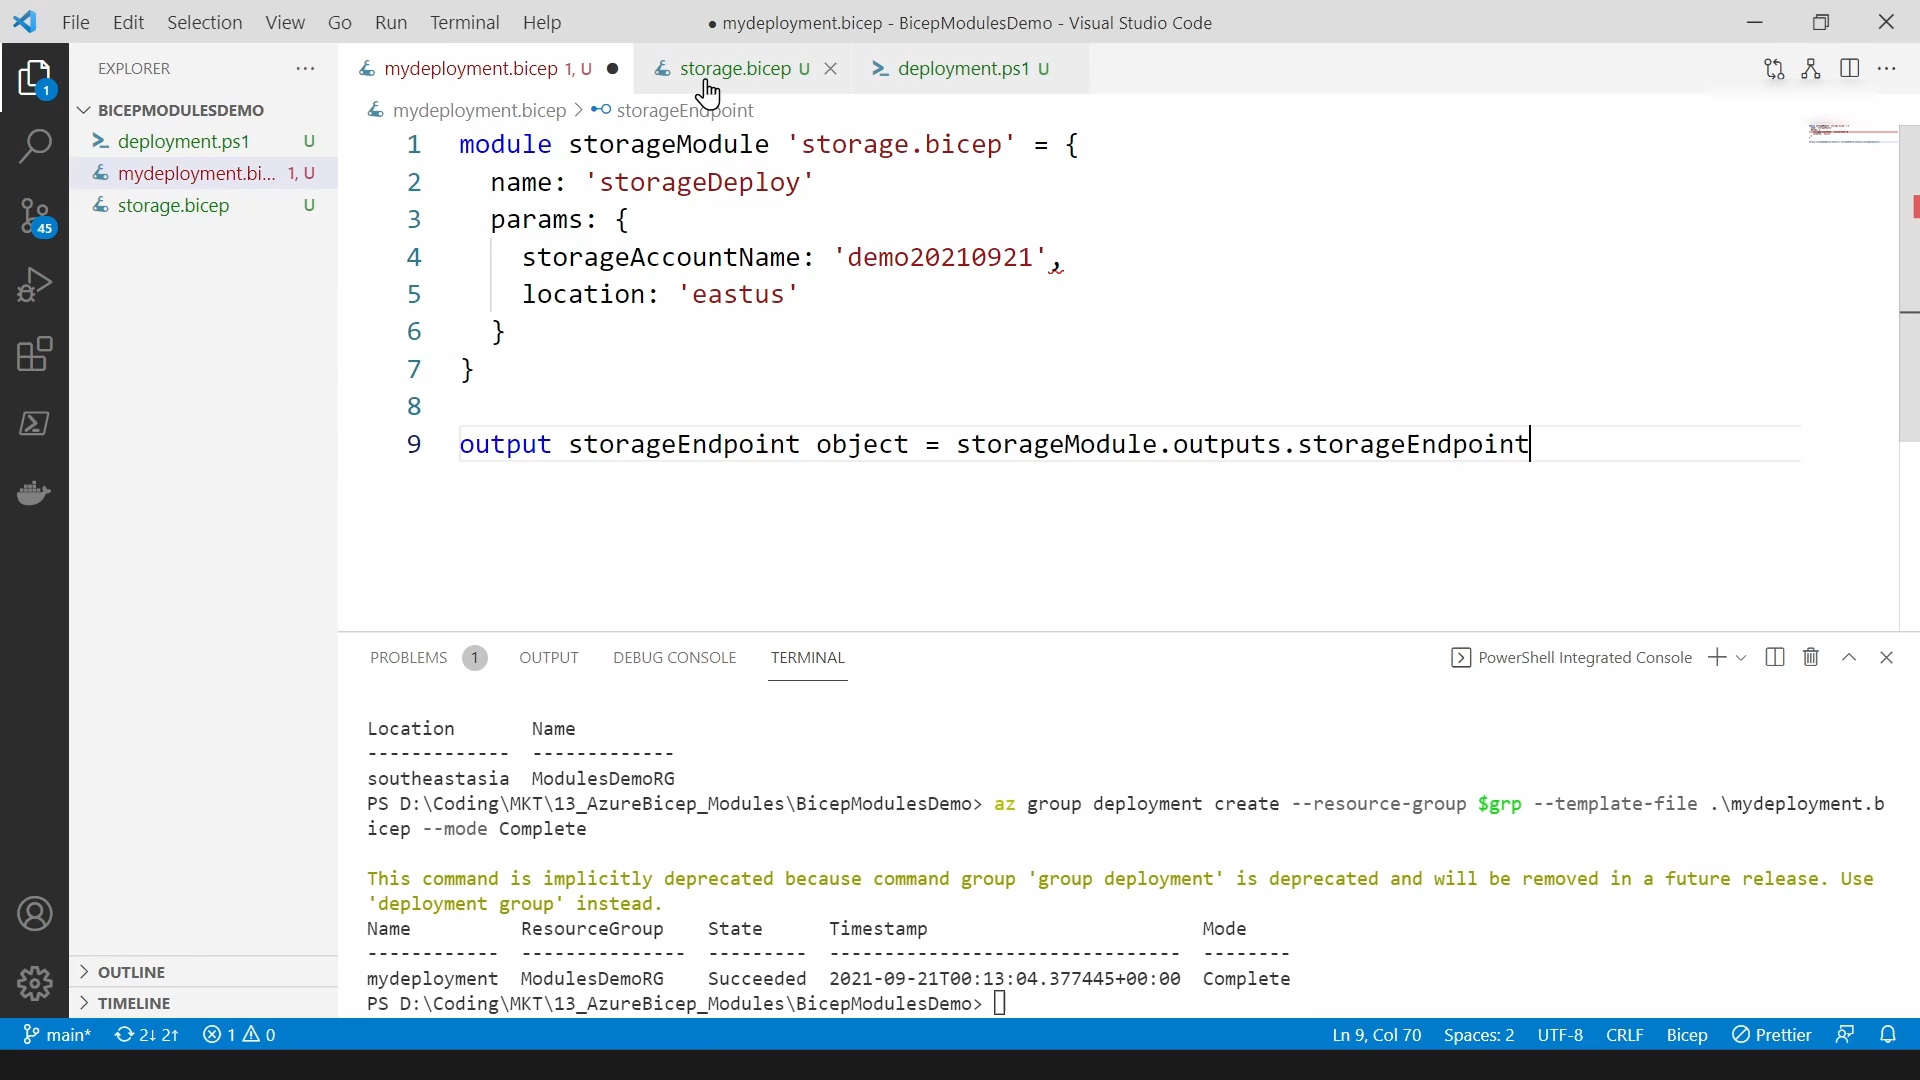 File Edit Selection View Go Run Terminal Help
● mydeployment.bicep - BicepModulesDemo - Visual Studio Code
EXPLORER ...
mydeployment.bicep 1, U ●
storage.bicep U
deployment.ps1 U
...
BICEPMODULESDEMO
deployment.ps1 U
mydeployment.bi... 1, U
storage.bicep U
1
45
mydeployment.bicep > storageEndpoint
1 module storageModule 'storage.bicep' = {
2 name: 'storageDeploy'
3 params: {
4 storageAccountName: 'demo20210921',
5 location: 'eastus'
6 }
7 }
8
9 output storageEndpoint object = storageModule.outputs.storageEndpoint
PROBLEMS 1 OUTPUT DEBUG CONSOLE TERMINAL
PowerShell Integrated Console
Location Name
------------- -------------
southeastasia ModulesDemoRG
PS D:\Coding\MKT\13_AzureBicep_Modules\BicepModulesDemo> az group deployment create --resource-group $grp --template-file .\mydeployment.b
icep --mode Complete
This command is implicitly deprecated because command group 'group deployment' is deprecated and will be removed in a future release. Use
'deployment group' instead.
Name ResourceGroup State Timestamp Mode
------------ --------------- --------- -------------------------------- --------
mydeployment ModulesDemoRG Succeeded 2021-09-21T00:13:04.377445+00:00 Complete
PS D:\Coding\MKT\13_AzureBicep_Modules\BicepModulesDemo>
OUTLINE
TIMELINE
main* 2↓ 2↑ 1 0
Ln 9, Col 70 Spaces: 2 UTF-8 CRLF Bicep Prettier